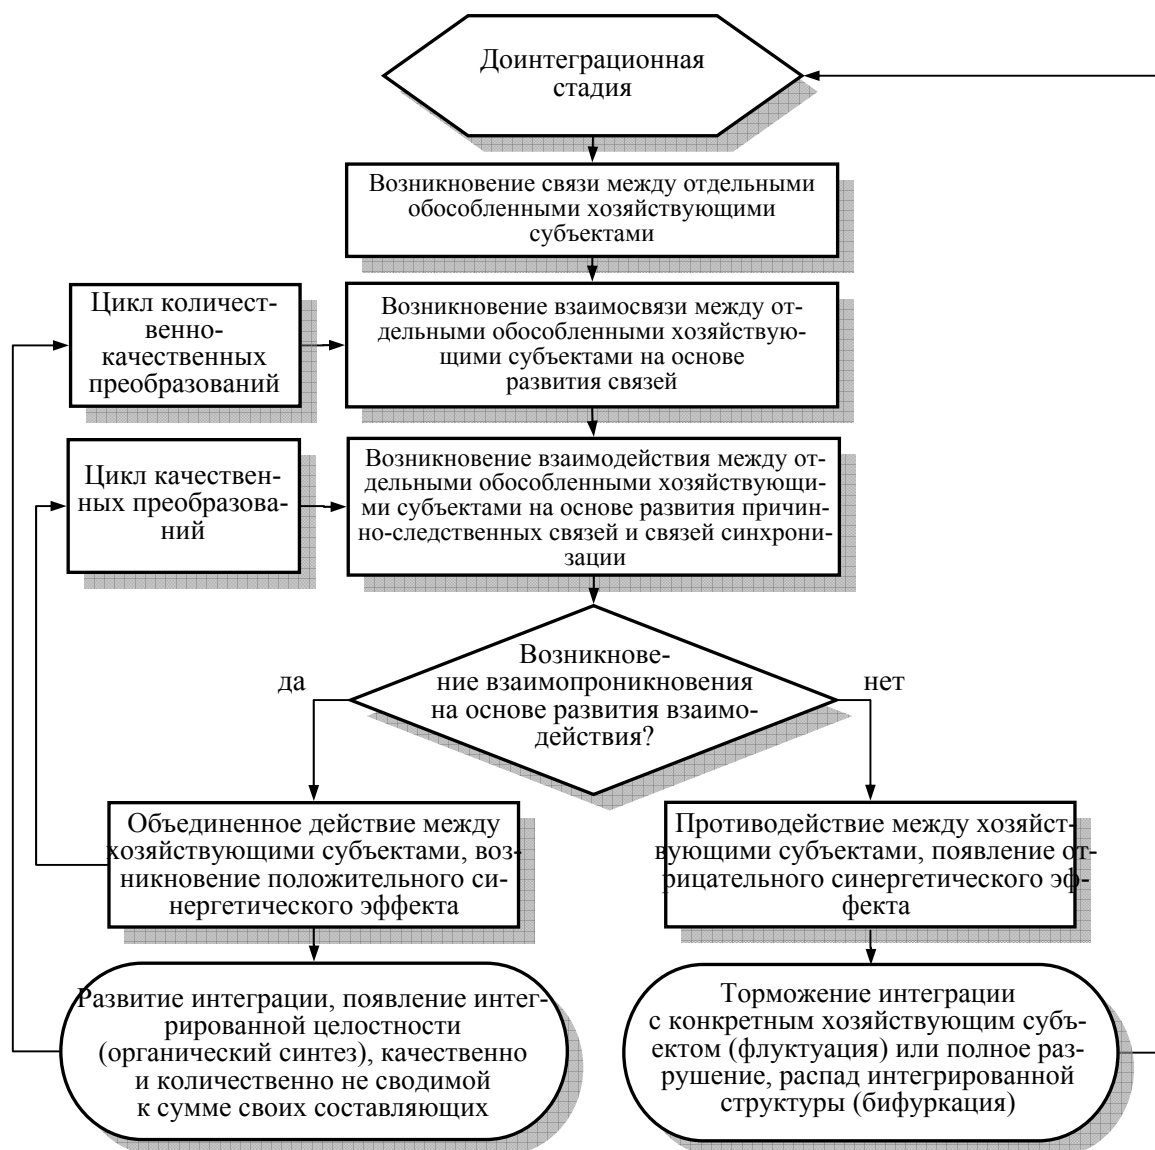 Доинтеграционная
стадия
Возникновение связи между отдельными
обособленными хозяйствующими
субъектами
Цикл количест-
венно-
качественных
преобразований
Возникновение взаимосвязи между от-
дельными обособленными хозяйствую-
щими субъектами на основе
развития связей
Цикл качествен-
ных преобразова-
ний
Возникновение взаимодействия между от-
дельными обособленными хозяйствующи-
ми субъектами на основе развития причин-
но-следственных связей и связей синхрони-
зации
Возникнове-
ние взаимопроникновения
на основе развития взаимо-
действия?
да
нет
Объединенное действие между
хозяйствующими субъектами, воз-
никновение положительного си-
нергетического эффекта
Противодействие между хозяйст-
вующими субъектами, появление от-
рицательного синергетического эф-
фекта
Развитие интеграции, появление интег-
рированной целостности
(органический синтез), качественно
и количественно не сводимой
к сумме своих составляющих
Торможение интеграции
с конкретным хозяйствующим субъ-
ектом (флуктуация) или полное раз-
рушение, распад интегрированной
структуры (бифуркация)